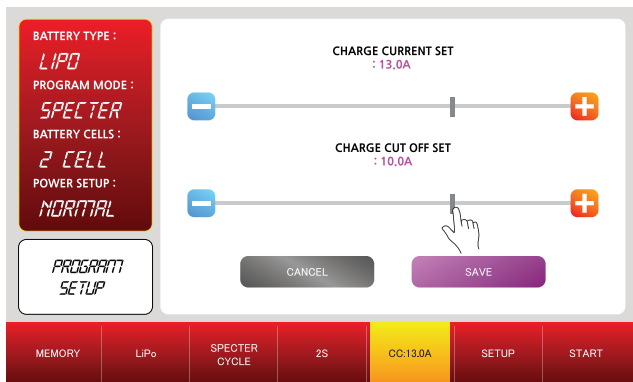 BATTERY TYPE :
LIPO
PROGRAM MODE :
SPECTER
BATTERY CELLS :
2 CELL
POWER SETUP :
NORMAL
PROGRAM
SETUP
CHARGE CURRENT SET
: 13.0A
CHARGE CUT OFF SET
: 10.0A
CANCEL
SAVE
MEMORY
LiPo
SPECTER
CYCLE
2S
CC:13.0A
SETUP
START